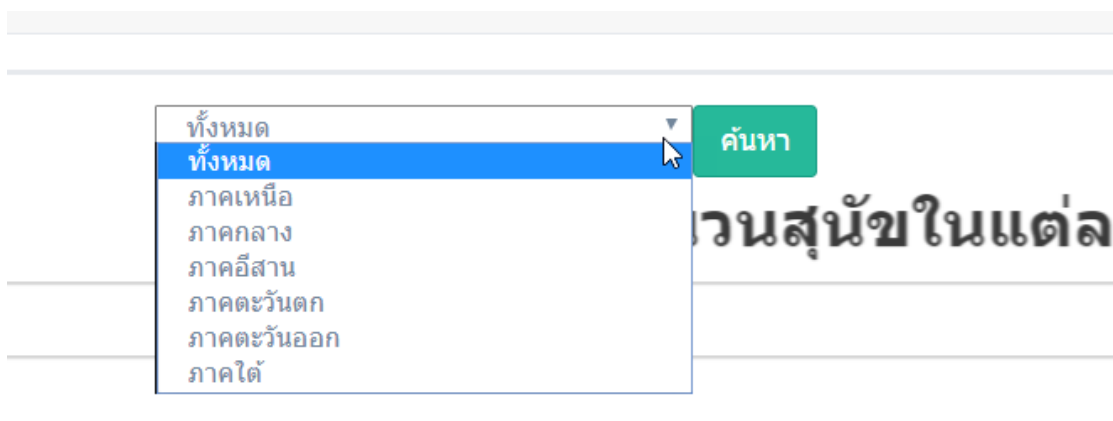 ทั้งหมด
ค้นหา
ทั้งหมด
ภาคเหนือ
ภาคกลาง
ภาคอีสาน
ภาคตะวันตก
ภาคตะวันออก
ภาคใต้
สุนัขในแต่ล